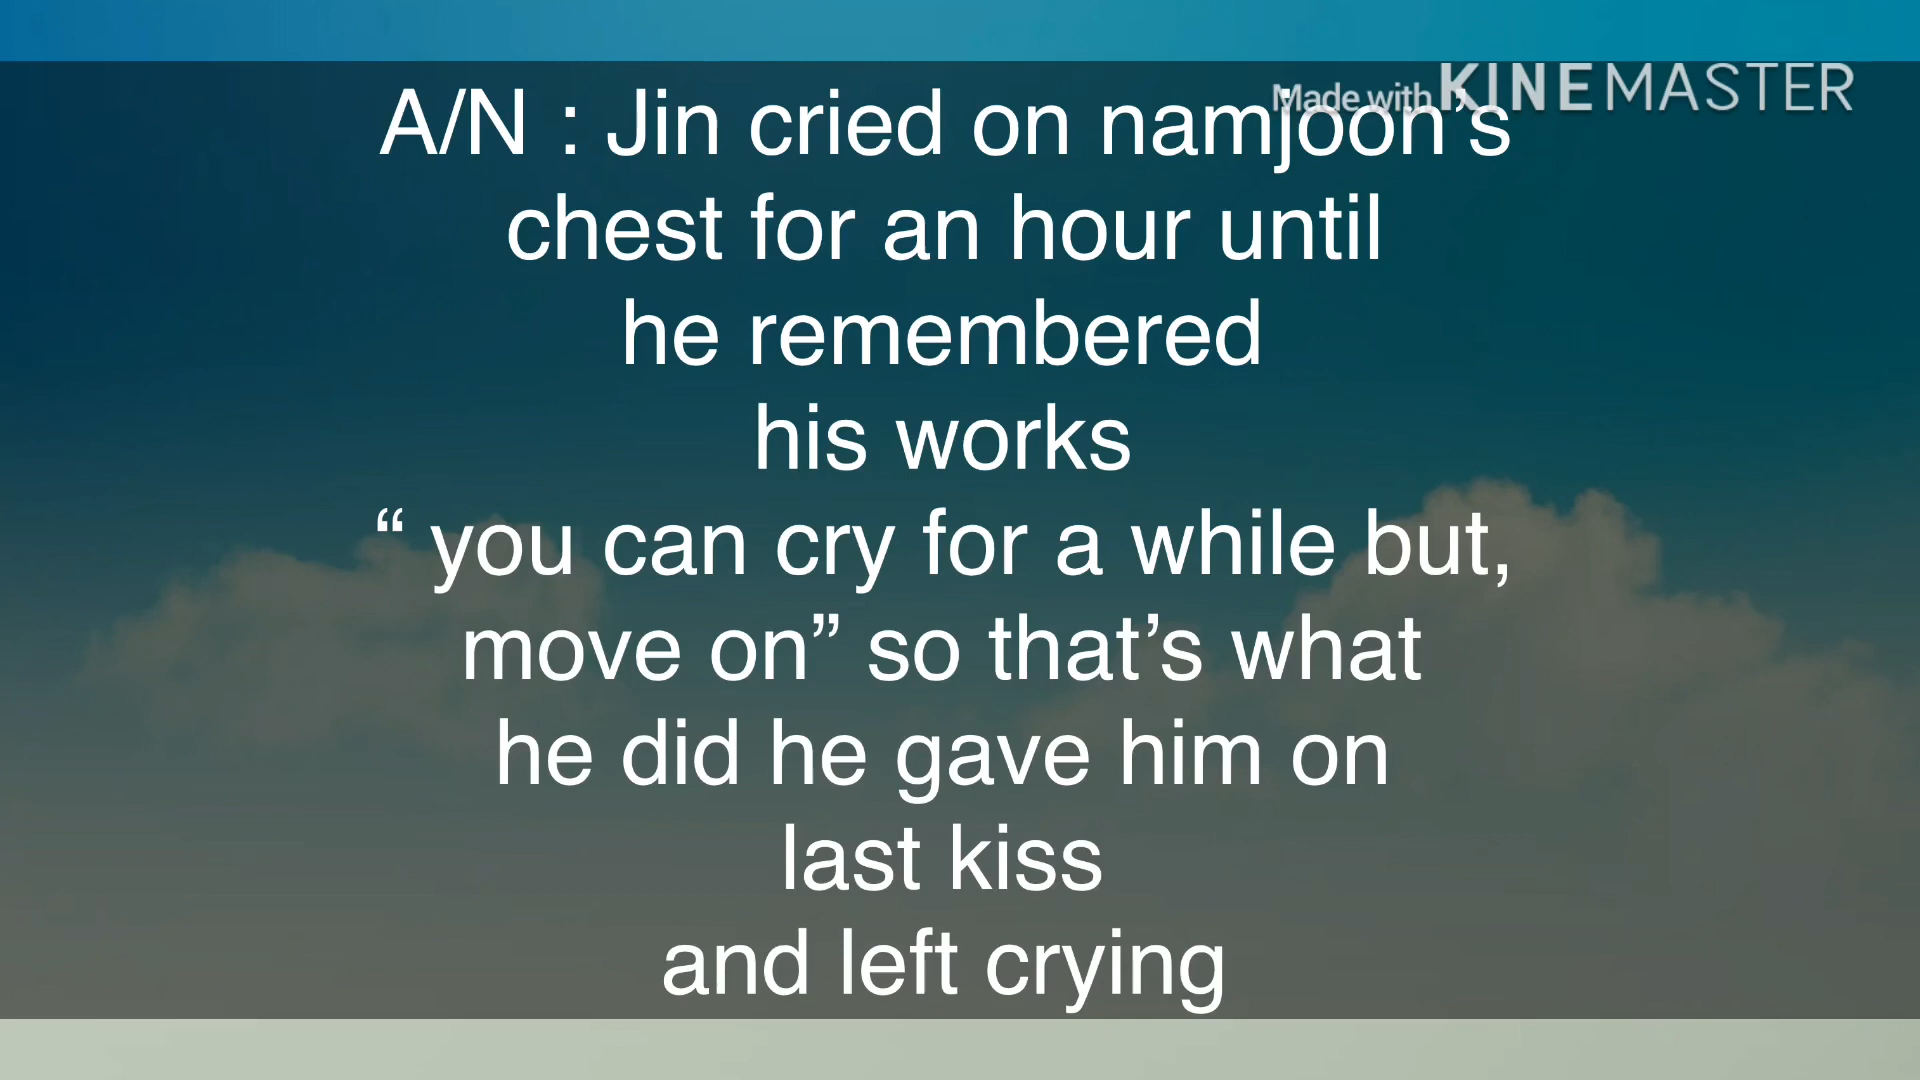 Made with KINEMASTER
A/N : Jin cried on namjoon’s
chest for an hour until
he remembered
his works
“ you can cry for a while but,
move on” so that’s what
he did he gave him on
last kiss
and left crying